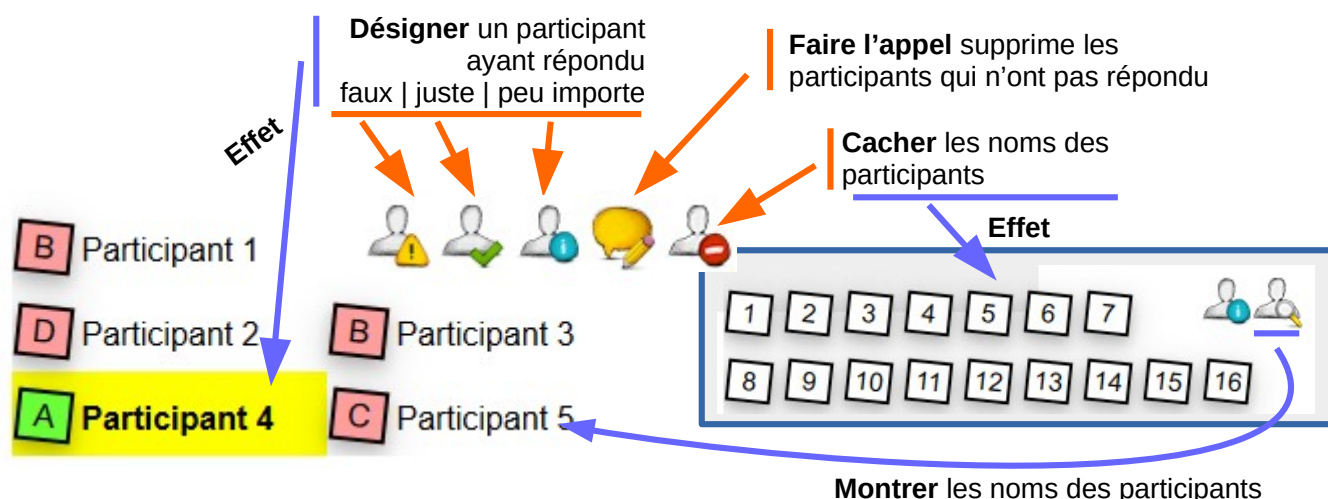 Désigner un participant
ayant répondu
faux | juste | peu importe
Faire l’appel supprime les
participants qui n’ont pas répondu
Cacher les noms des
participants
Effet
Effet
B Participant 1
D Participant 2
B Participant 3
A Participant 4
C Participant 5
1 2 3 4 5 6 7
8 9 10 11 12 13 14 15 16
Montrer les noms des participants